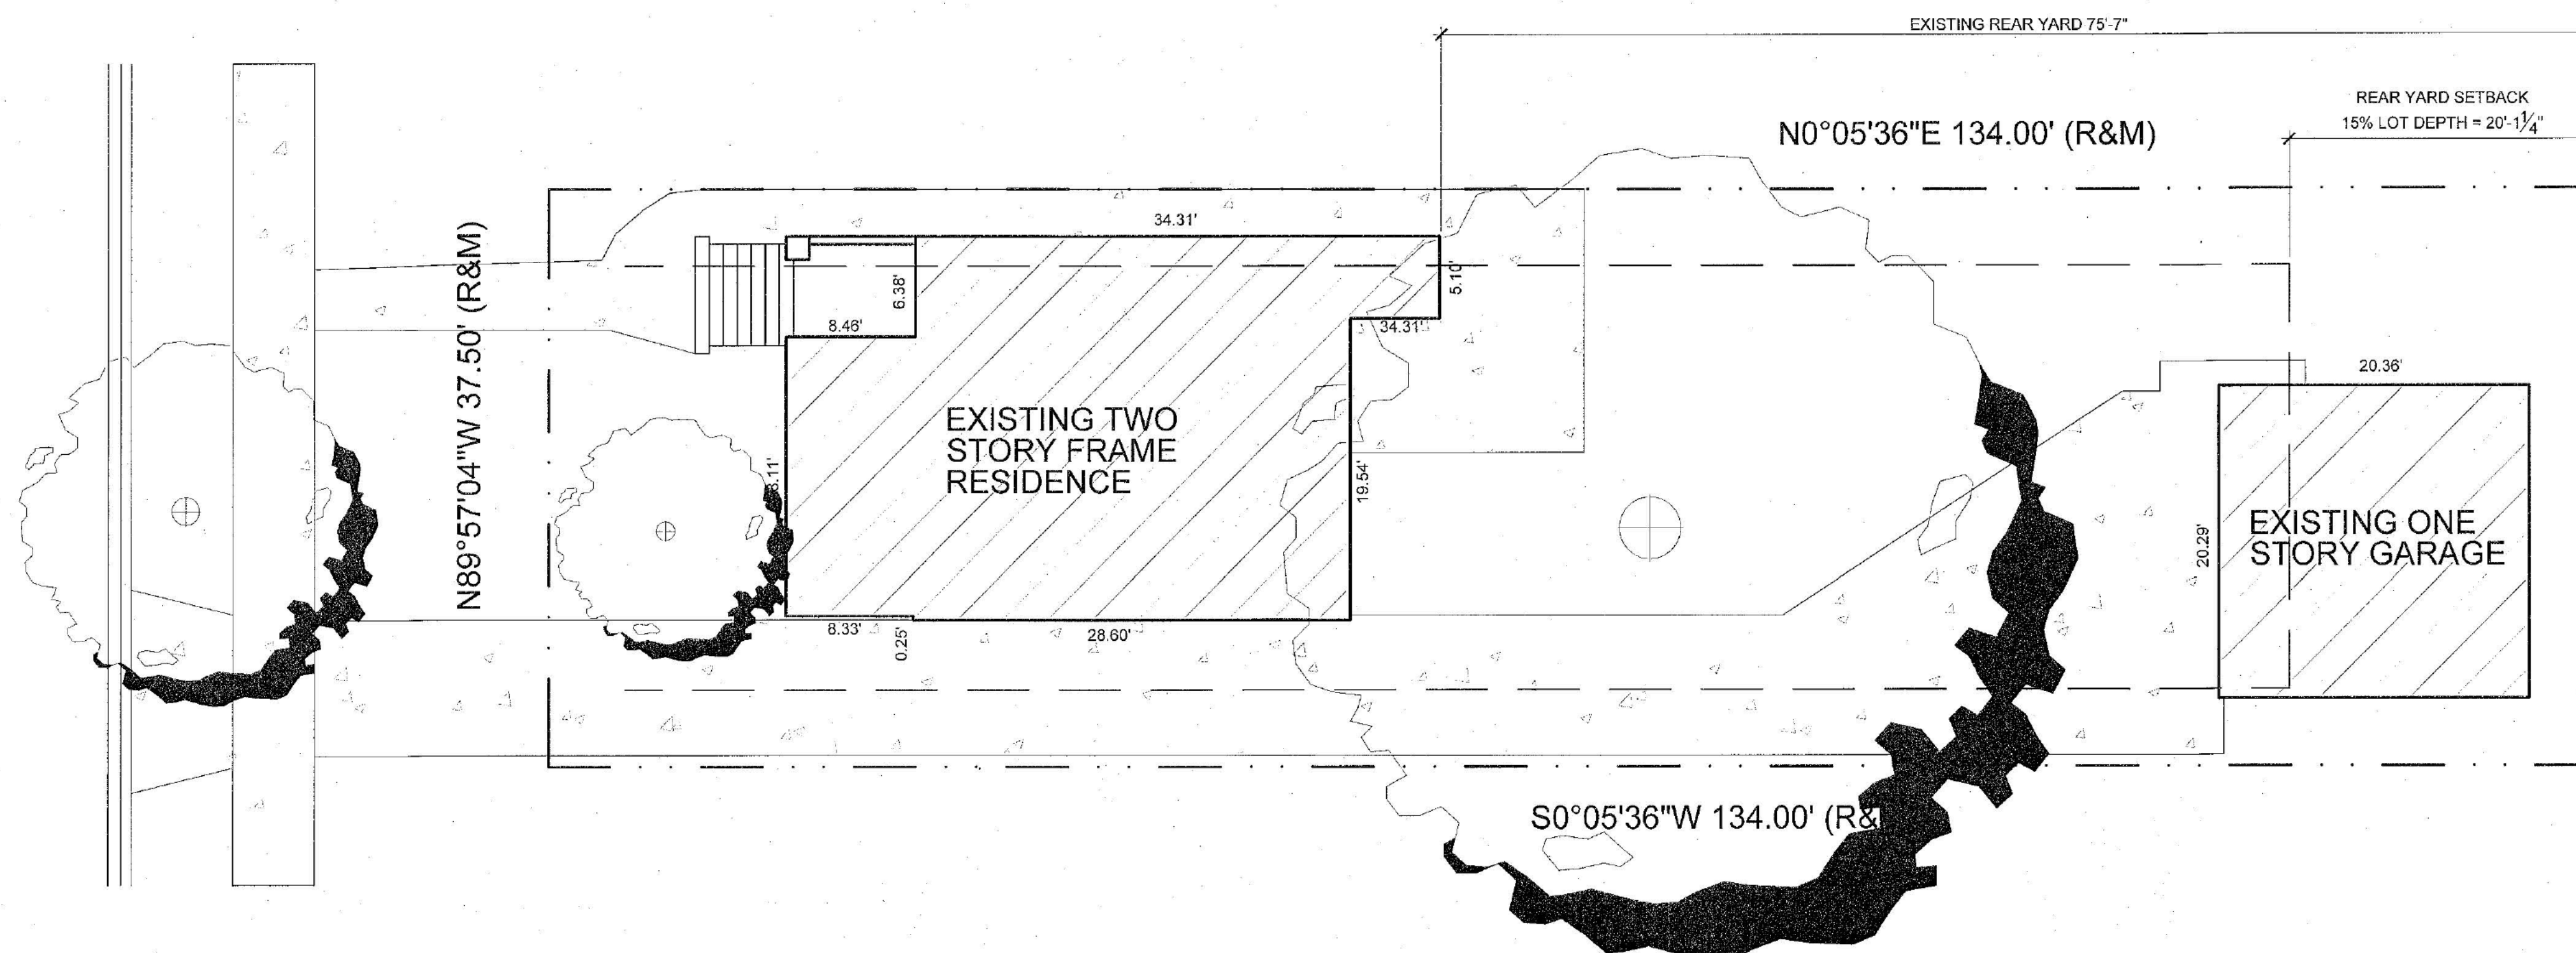 EXISTING REAR YARD 75'-7"
REAR YARD SETBACK
15% LOT DEPTH = 20'-1¼"
N0°05'36"E 134.00' (R&M)
34.31'
N89°57'04"W 37.50' (R&M)
6.38'
5.10'
8.46'
34.31'
20.36'
EXISTING TWO
STORY FRAME
RESIDENCE
19.54'
EXISTING ONE
STORY GARAGE
20.29'
8.33'
0.25'
28.60'
S0°05'36"W 134.00' (R&